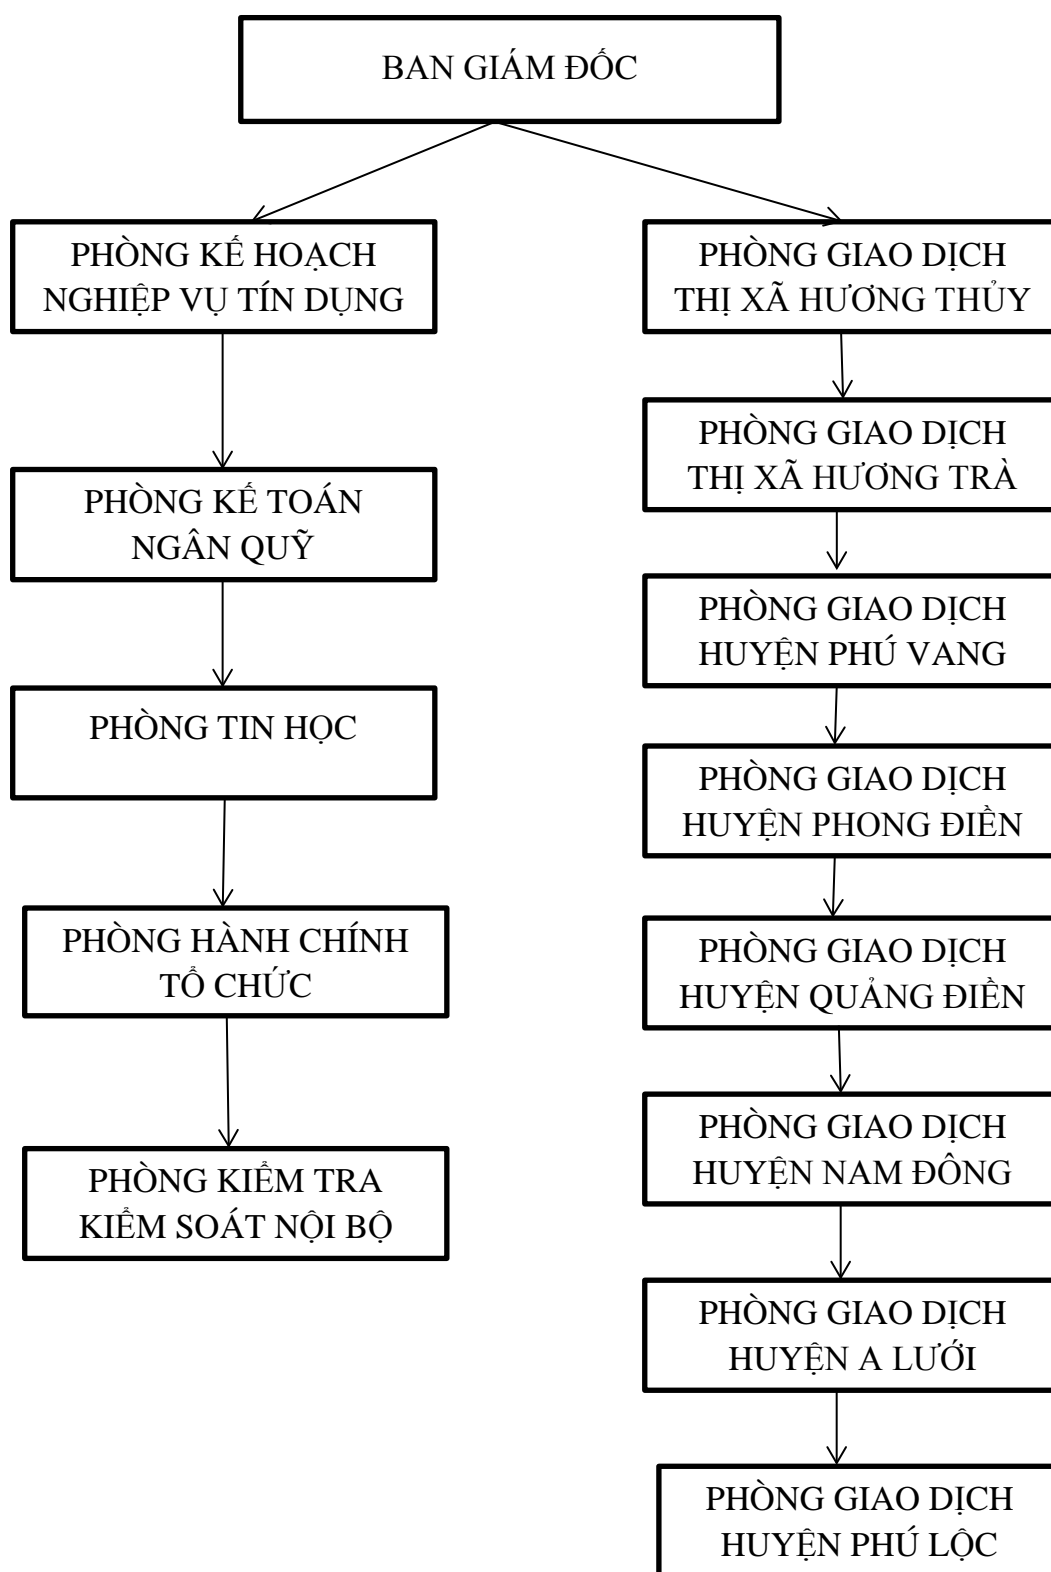 BAN GIÁM ĐỐC
PHÒNG KẾ HOẠCH
NGHIỆP VỤ TÍN DỤNG
PHÒNG KẾ TOÁN
NGÂN QUỸ
PHÒNG TIN HỌC
PHÒNG HÀNH CHÍNH
TỔ CHỨC
PHÒNG KIỂM TRA
KIỂM SOÁT NỘI BỘ
PHÒNG GIAO DỊCH
THỊ XÃ HƯƠNG THỦY
PHÒNG GIAO DỊCH
THỊ XÃ HƯƠNG TRÀ
PHÒNG GIAO DỊCH
HUYỆN PHÚ VANG
PHÒNG GIAO DỊCH
HUYỆN PHONG ĐIỀN
PHÒNG GIAO DỊCH
HUYỆN QUẢNG ĐIỀN
PHÒNG GIAO DỊCH
HUYỆN NAM ĐÔNG
PHÒNG GIAO DỊCH
HUYỆN A LƯỚI
PHÒNG GIAO DỊCH
HUYỆN PHÚ LỘC